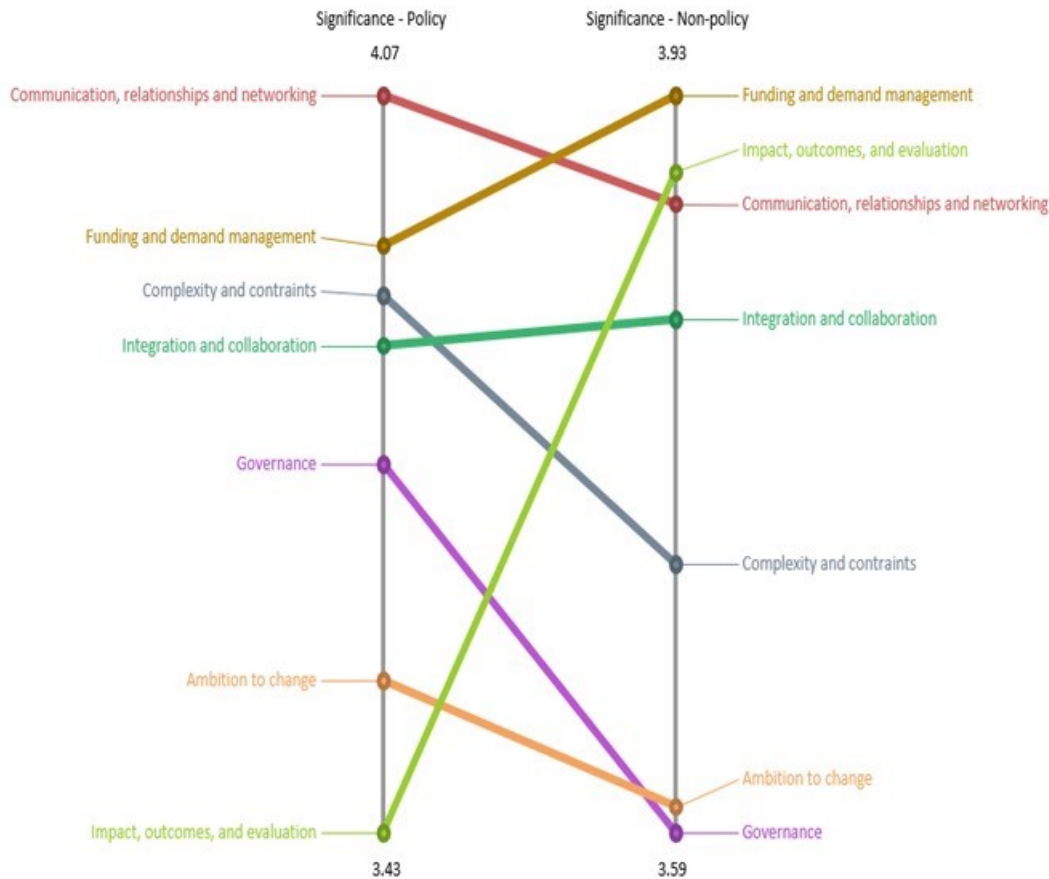 Significance - Policy
Significance - Non-policy
4.07
3.93
Communication, relationships and networking
Funding and demand management
Impact, outcomes, and evaluation
Communication, relationships and networking
Funding and demand management
Complexity and contraints
Integration and collaboration
Integration and collaboration
Governance
Complexity and contraints
Ambition to change
Ambition to change
Impact, outcomes, and evaluation
Governance
3.43
3.59